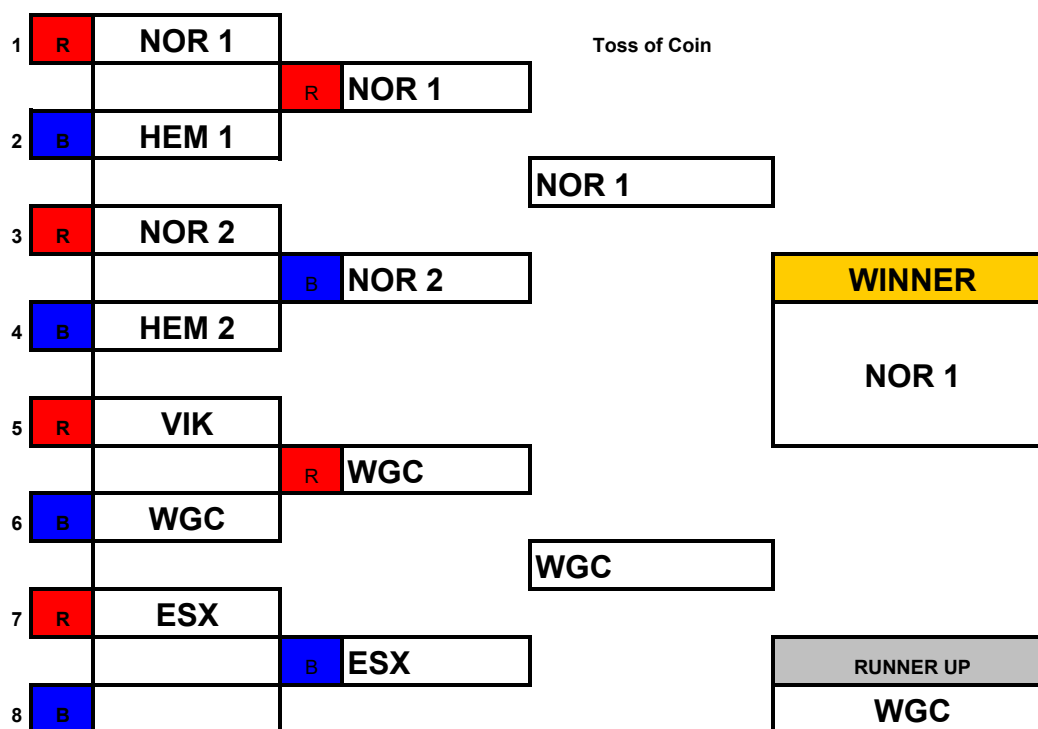 1 R NOR 1 Toss of Coin
R NOR 1
2 B HEM 1
NOR 1
3 R NOR 2
B NOR 2 WINNER
4 B HEM 2
NOR 1
5 R VIK
R WGC
6 B WGC
WGC
7 R ESX
B ESX RUNNER UP
8 B WGC